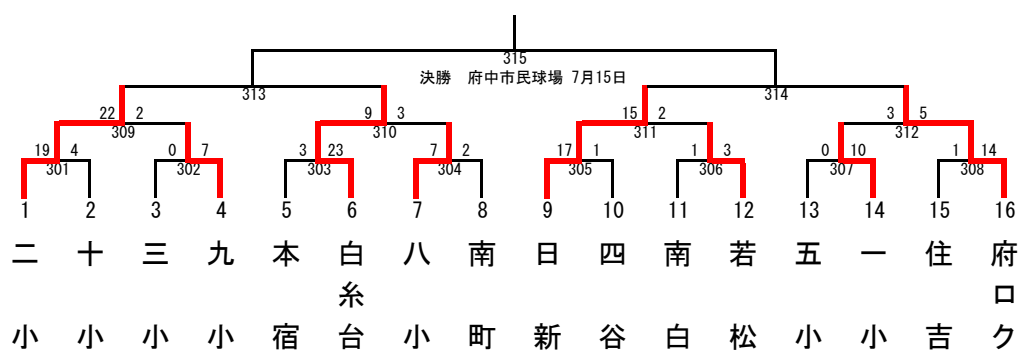 315
決勝　府中市民球場 7月15日
313
314
22 2
9 3
15 2
3 5
309
310
311
312
19 4
0 7
3 23
7 2
17 1
1 3
0 10
1 14
301
302
303
304
305
306
307
308
1 2 3 4 5 6 7 8 9 10 11 12 13 14 15 16
二小
十小
三小
九小
本宿
白糸台
八小
南町
日新
四谷
南白
若松
五小
一小
住吉
府ロク